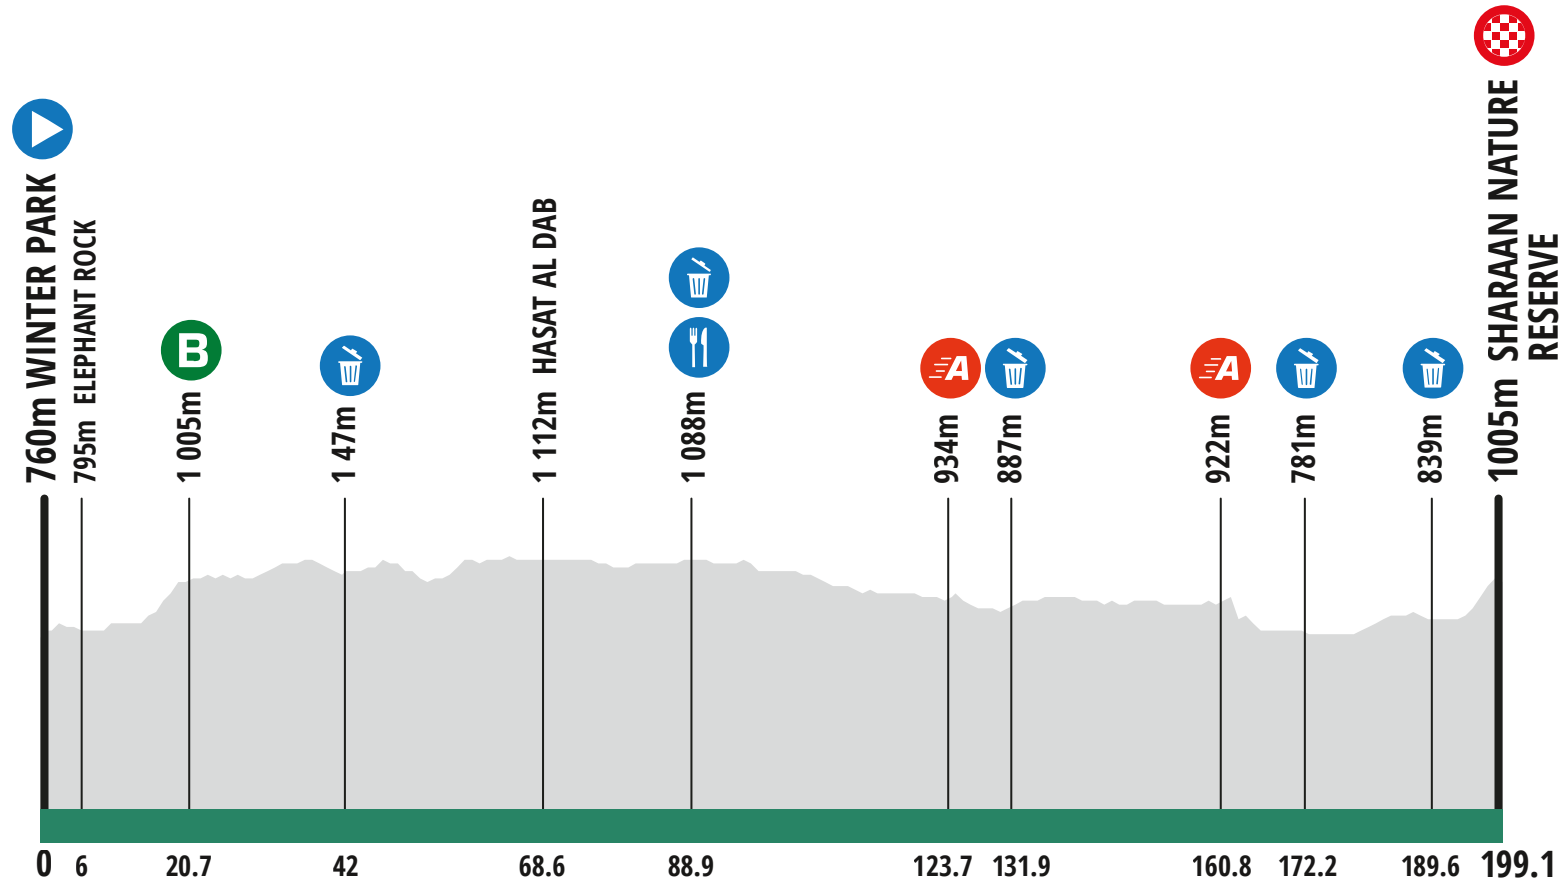 760m WINTER PARK
795m ELEPHANT ROCK
B
1 005m
1 47m
1 112m HASAT AL DAB
1 088m
A
934m
887m
A
922m
781m
839m
1005m SHARAAN NATURE
RESERVE
0 6 20.7 42 68.6 88.9 123.7 131.9 160.8 172.2 189.6 199.1